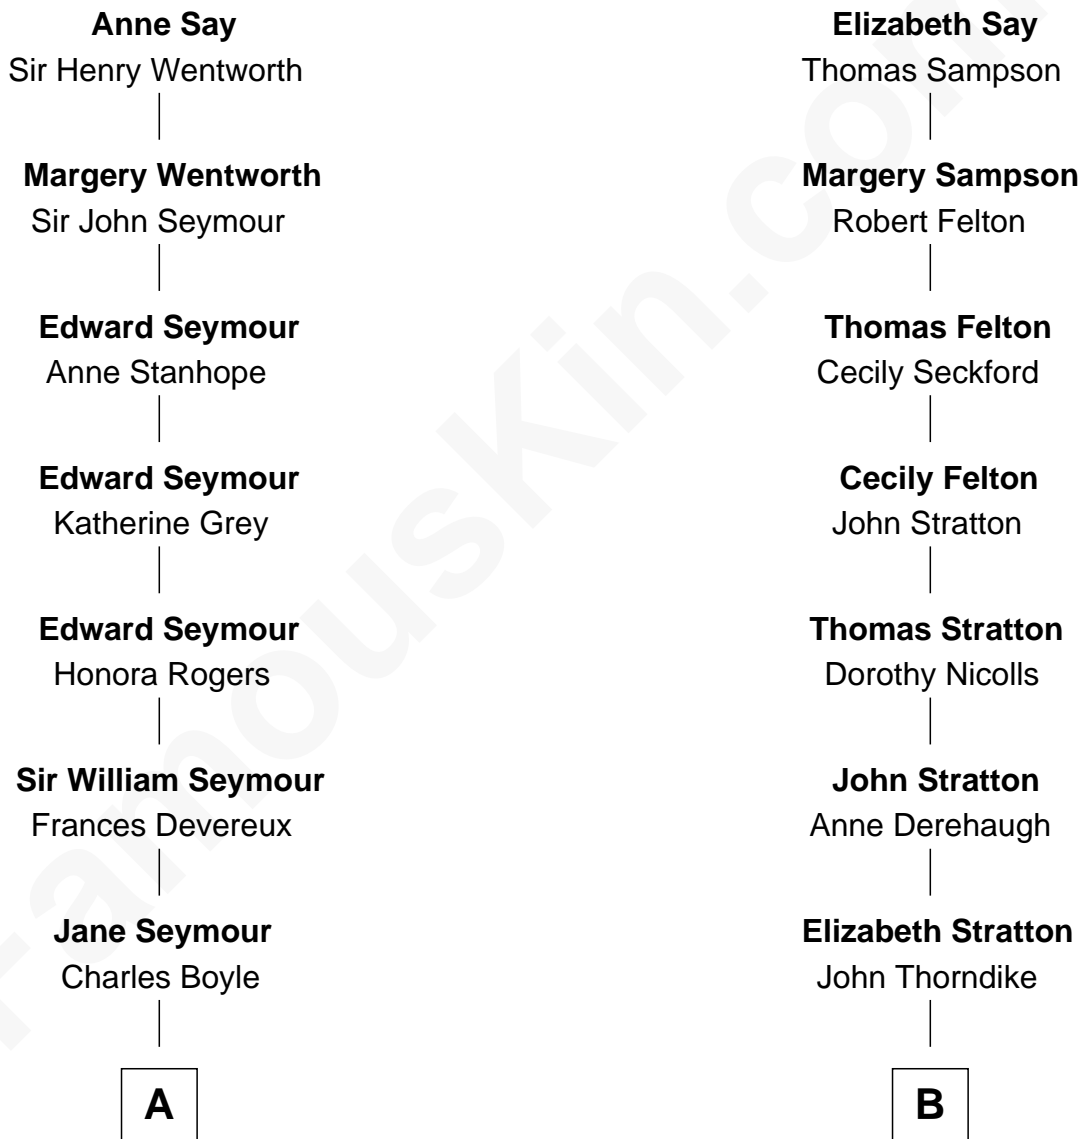 Anne Say
Sir Henry Wentworth
Margery Wentworth
Sir John Seymour
Edward Seymour
Anne Stanhope
Edward Seymour
Katherine Grey
Edward Seymour
Honora Rogers
Sir William Seymour
Frances Devereux
Jane Seymour
Charles Boyle
A
Elizabeth Say
Thomas Sampson
Margery Sampson
Robert Felton
Thomas Felton
Cecily Seckford
Cecily Felton
John Stratton
Thomas Stratton
Dorothy Nicolls
John Stratton
Anne Derehaugh
Elizabeth Stratton
John Thorndike
B
FamousKin.com